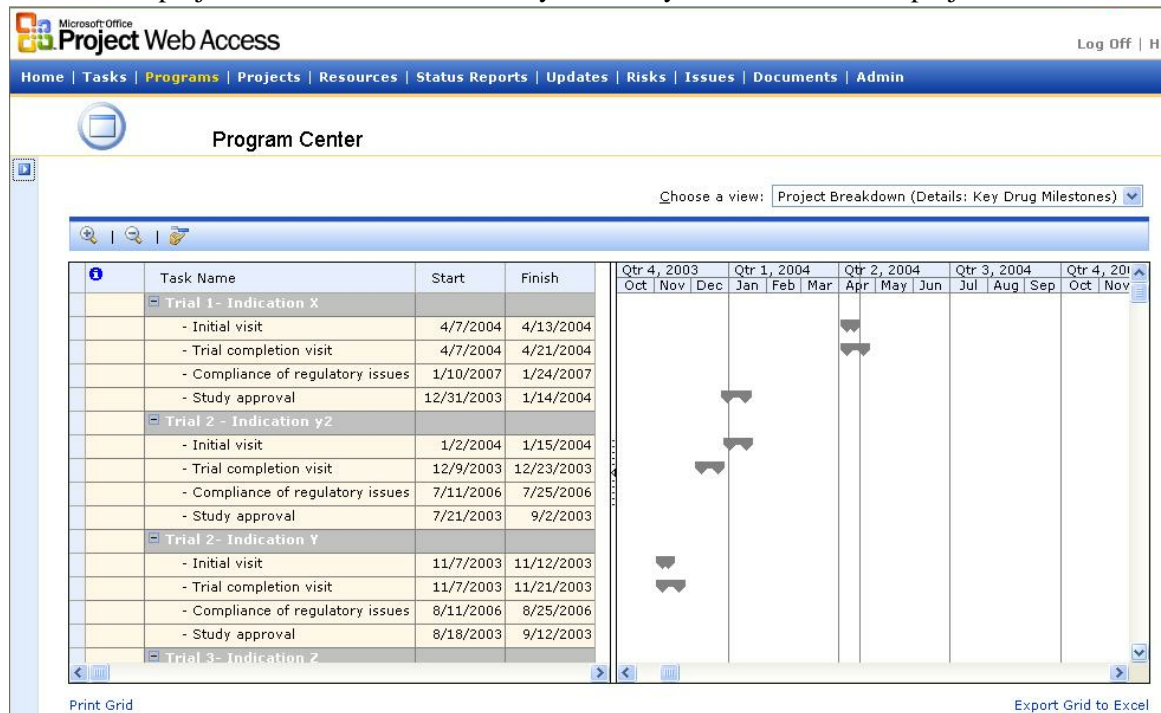 Microsoft Office
Project Web Access
Log Off | H
Home | Tasks | Programs | Projects | Resources | Status Reports | Updates | Risks | Issues | Documents | Admin
Program Center
Choose a view: Project Breakdown (Details: Key Drug Milestones)
Task Name Start Finish Qtr 4, 2003 Qtr 1, 2004 Qtr 2, 2004 Qtr 3, 2004 Qtr 4, 20
Oct Nov Dec Jan Feb Mar Apr May Jun Jul Aug Sep Oct Nov
Trial 1- Indication X
- Initial visit 4/7/2004 4/13/2004
- Trial completion visit 4/7/2004 4/21/2004
- Compliance of regulatory issues 1/10/2007 1/24/2007
- Study approval 12/31/2003 1/14/2004
Trial 2 - Indication y2
- Initial visit 1/2/2004 1/15/2004
- Trial completion visit 12/9/2003 12/23/2003
- Compliance of regulatory issues 7/11/2006 7/25/2006
- Study approval 7/21/2003 9/2/2003
Trial 2- Indication Y
- Initial visit 11/7/2003 11/12/2003
- Trial completion visit 11/7/2003 11/21/2003
- Compliance of regulatory issues 8/11/2006 8/25/2006
- Study approval 8/18/2003 9/12/2003
Trial 3- Indication Z
Print Grid Export Grid to Excel